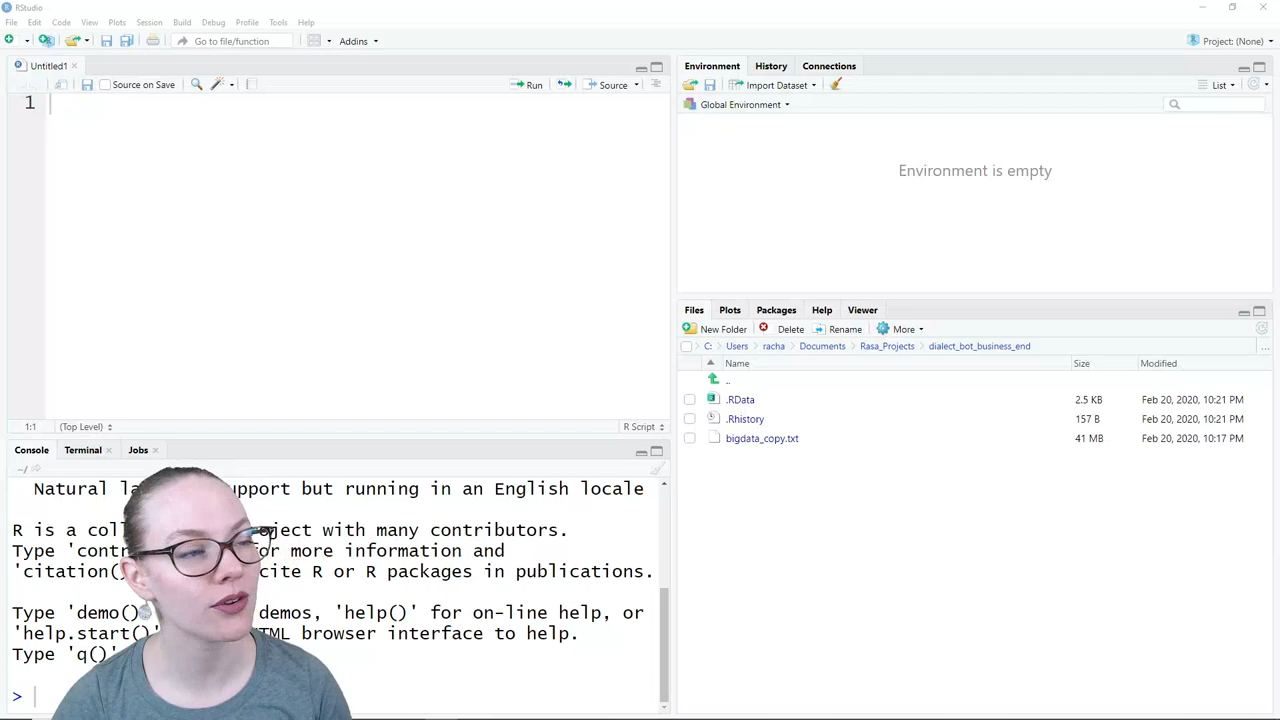 RStudio
File Edit Code View Plots Session Build Debug Profile Tools Help
Go to file/function Addins Project: (None)
Untitled1
Source on Save Run Source
1
1:1 (Top Level) R Script
Console Terminal Jobs
~/
Natural la support but running in an English locale
R is a coll oject with many contributors.
Type 'contr for more information and
'citation() cite R or R packages in publications.
Type 'demo() demos, 'help()' for on-line help, or
'help.start()' HTML browser interface to help.
Type 'q()'
>
Environment History Connections
Import Dataset List
Global Environment
Environment is empty
Files Plots Packages Help Viewer
New Folder Delete Rename More
C: Users racha Documents Rasa_Projects dialect_bot_business_end ...
Name Size Modified
..
.RData 2.5 KB Feb 20, 2020, 10:21 PM
.Rhistory 157 B Feb 20, 2020, 10:21 PM
bigdata_copy.txt 41 MB Feb 20, 2020, 10:17 PM